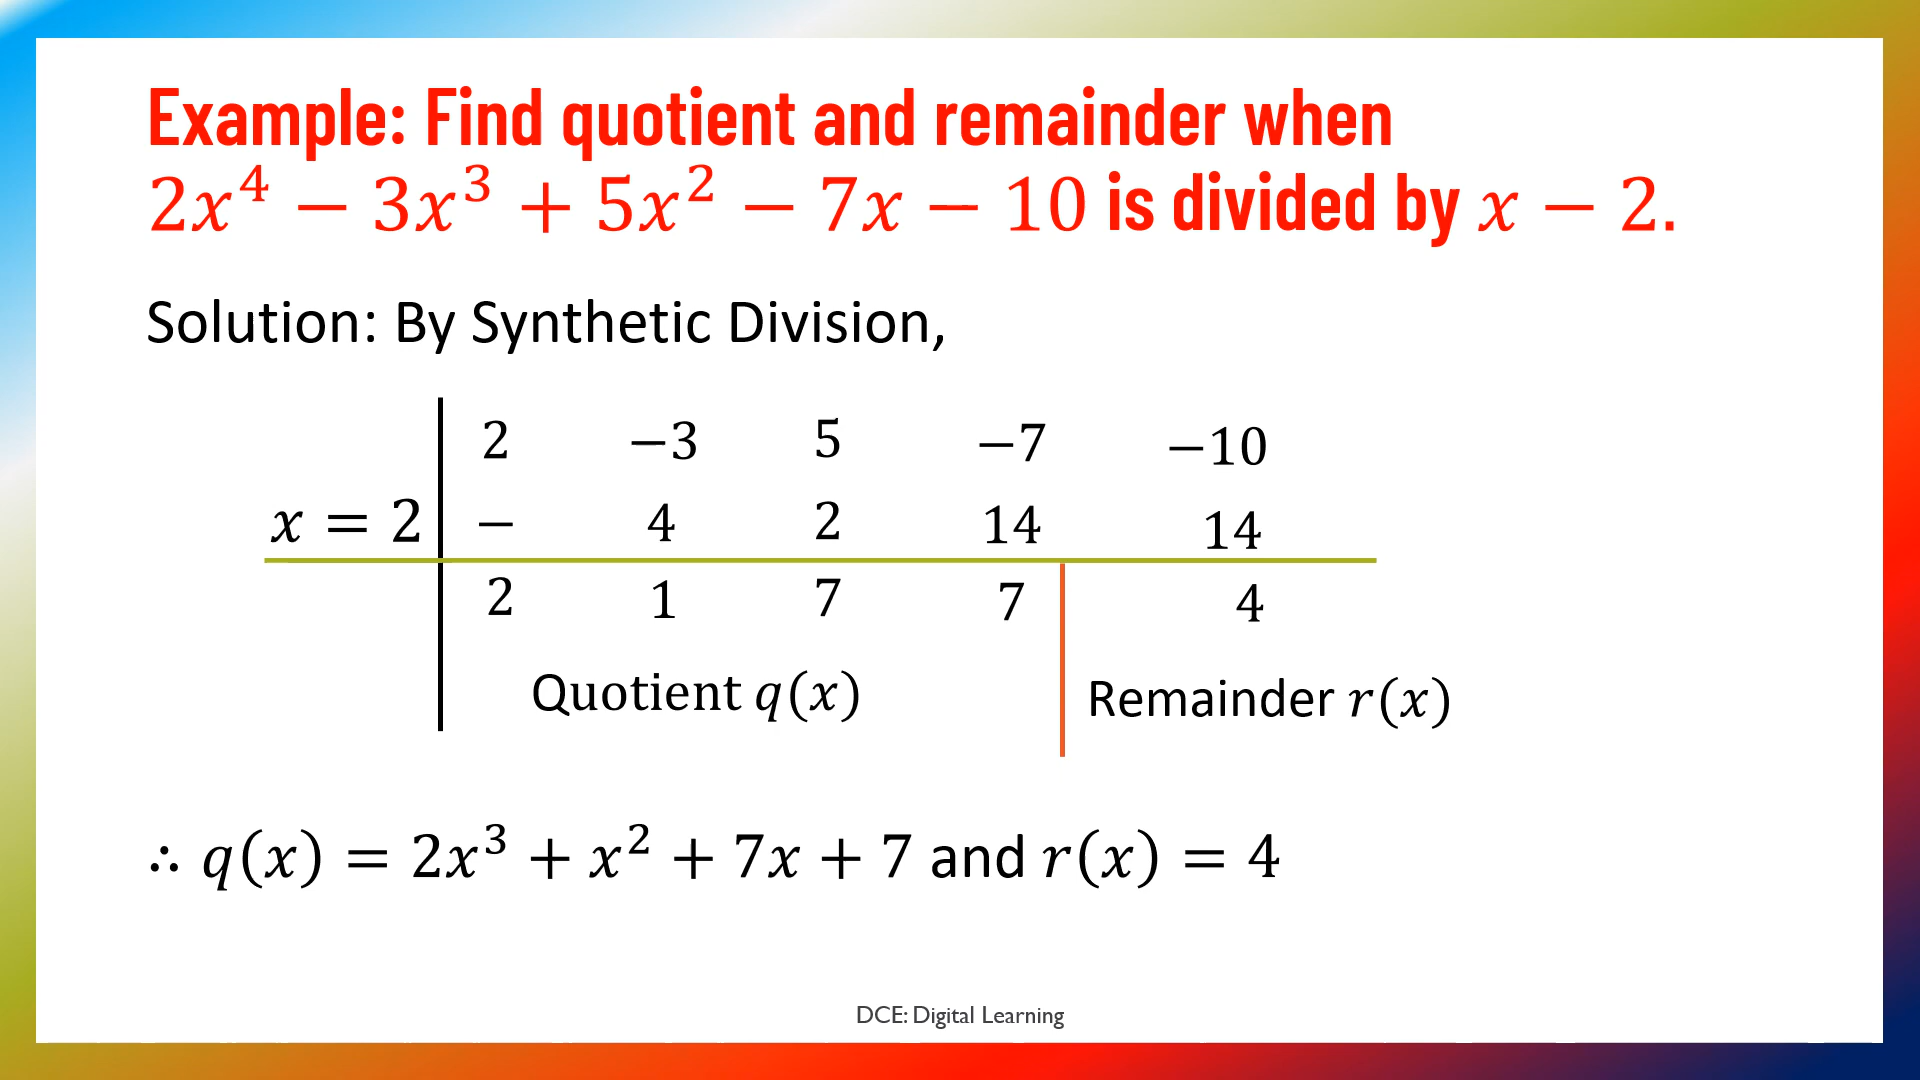 Example: Find quotient and remainder when
2x⁴ − 3x³ + 5x² − 7x − 10 is divided by x − 2.
Solution: By Synthetic Division,
2 −3 5 −7 −10
x = 2 − 4 2 14 14
2 1 7 7 4
Quotient q(x) Remainder r(x)
∴ q(x) = 2x³ + x² + 7x + 7 and r(x) = 4
DCE: Digital Learning